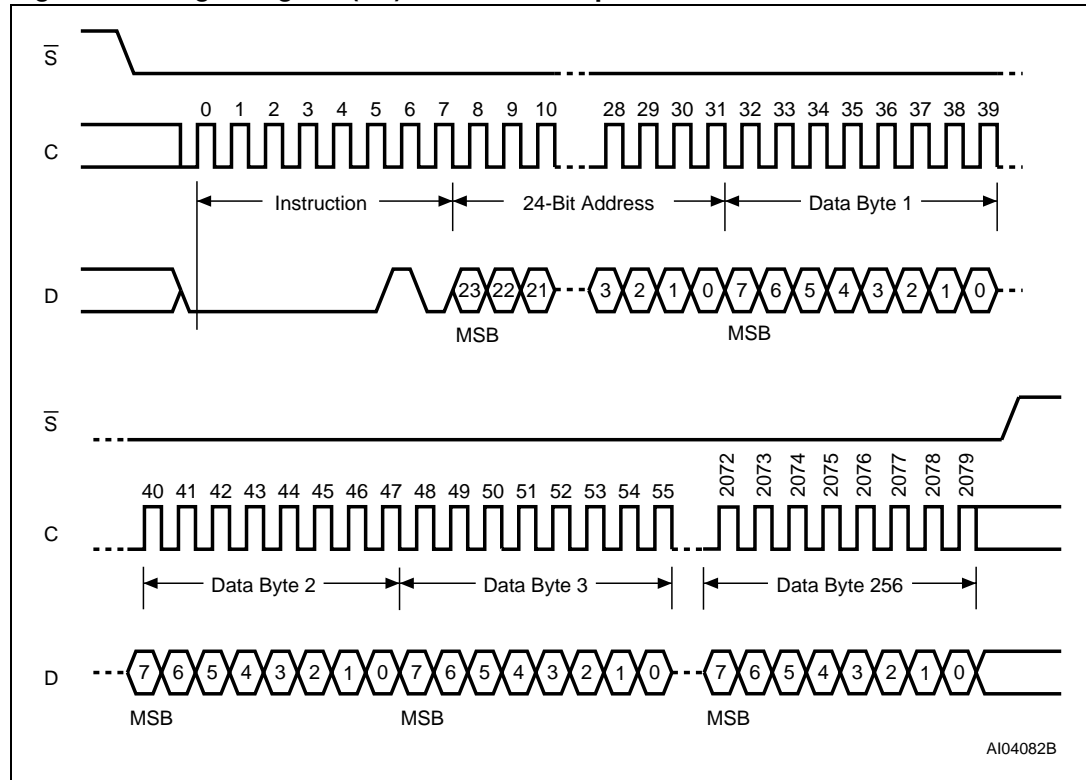 S
0 1 2 3 4 5 6 7 8 9 10 28 29 30 31 32 33 34 35 36 37 38 39
C
Instruction 24-Bit Address Data Byte 1
D 23 22 21 3 2 1 0 7 6 5 4 3 2 1 0
MSB MSB
S
40 41 42 43 44 45 46 47 48 49 50 51 52 53 54 55 2072 2073 2074 2075 2076 2077 2078 2079
C
Data Byte 2 Data Byte 3 Data Byte 256
D 7 6 5 4 3 2 1 0 7 6 5 4 3 2 1 0 7 6 5 4 3 2 1 0
MSB MSB MSB
AI04082B